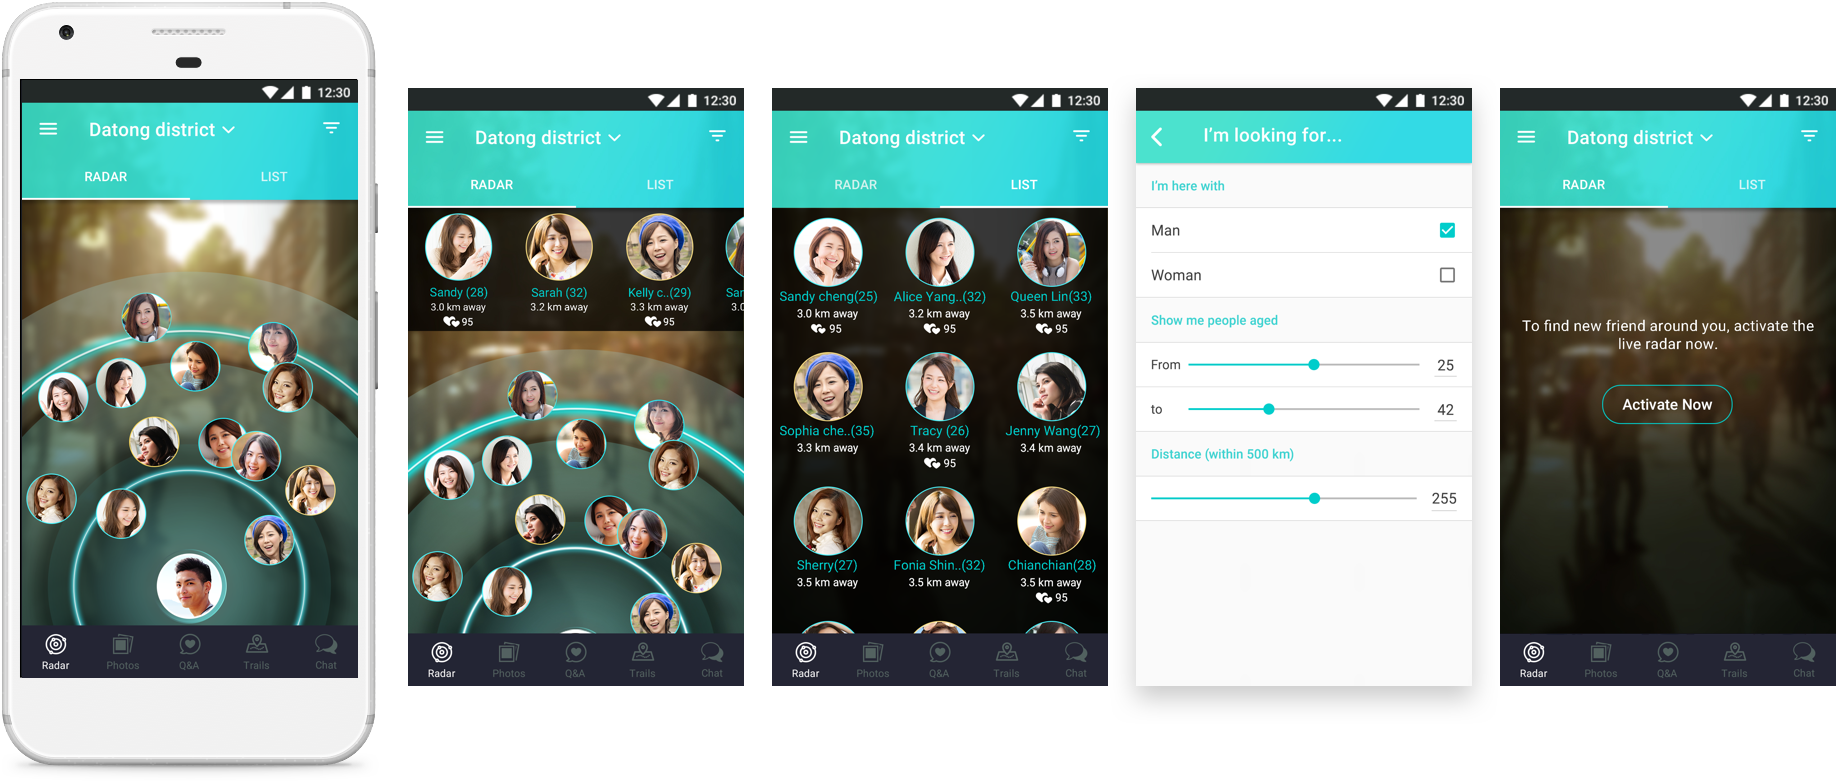 12:30
Datong district
RADAR LIST
Radar Photos Q&A Trails Chat
12:30
Datong district
RADAR LIST
Sandy (28) Sarah (32) Kelly c..(29) Sar
3.0 km away 3.2 km away 3.3 km away 3.
95 95
Radar Photos Q&A Trails Chat
12:30
Datong district
RADAR LIST
Sandy cheng(25) Alice Yang..(32) Queen Lin(33)
3.0 km away 3.2 km away 3.5 km away
95 95 95
Sophia che..(35) Tracy (26) Jenny Wang(27)
3.3 km away 3.4 km away 3.4 km away
95
Sherry(27) Fonia Shin..(32) Chianchian(28)
3.5 km away 3.5 km away 3.5 km away
95
Radar Photos Q&A Trails Chat
12:30
I'm looking for...
I'm here with
Man
Woman
Show me people aged
From 25
to 42
Distance (within 500 km)
255
12:30
Datong district
RADAR LIST
To find new friend around you, activate the
live radar now.
Activate Now
Radar Photos Q&A Trails Chat